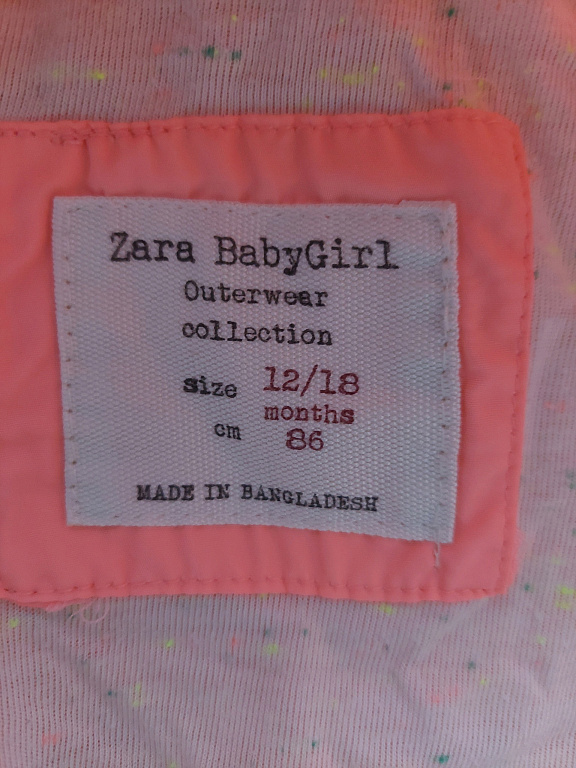 Zara BabyGirl
Outerwear
collection
size 12/18
months
cm 86
MADE IN BANGLADESH